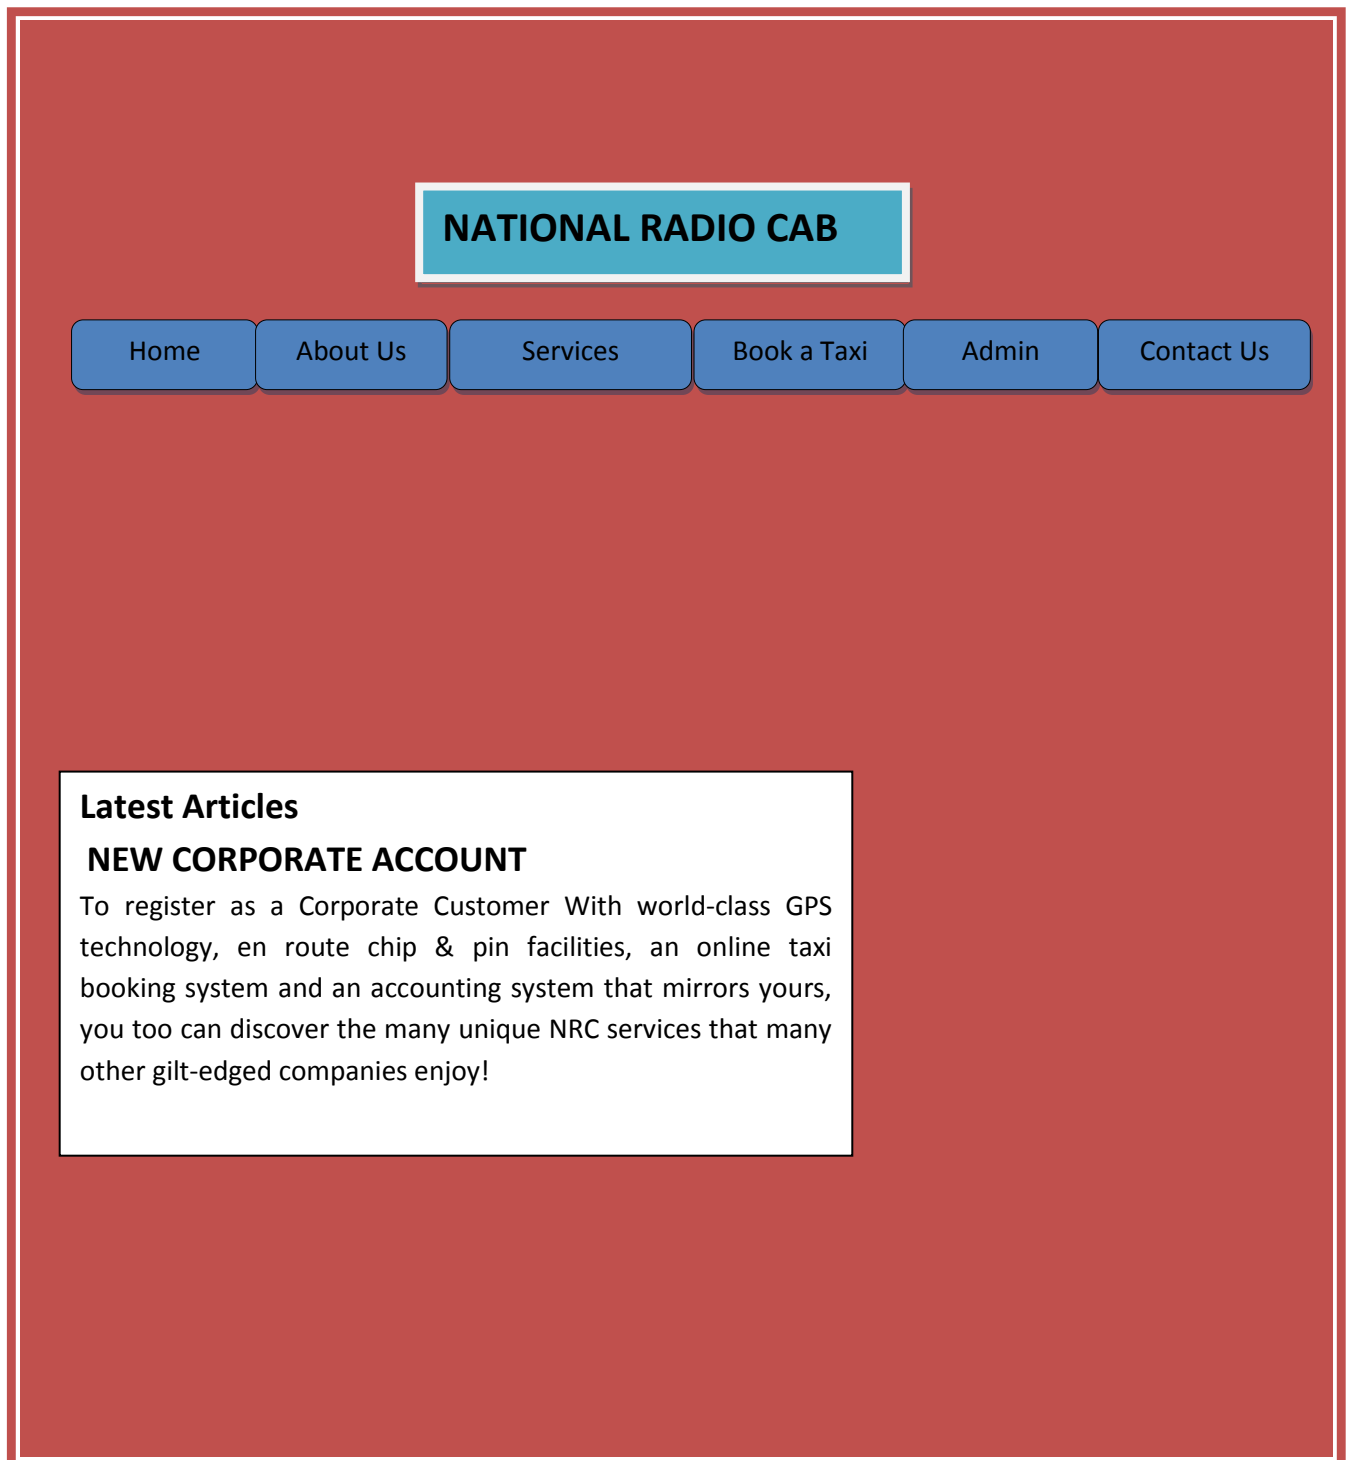 NATIONAL RADIO CAB
Home About Us Services Book a Taxi Admin Contact Us
Latest Articles
NEW CORPORATE ACCOUNT
To register as a Corporate Customer With world-class GPS
technology, en route chip & pin facilities, an online taxi
booking system and an accounting system that mirrors yours,
you too can discover the many unique NRC services that many
other gilt-edged companies enjoy!